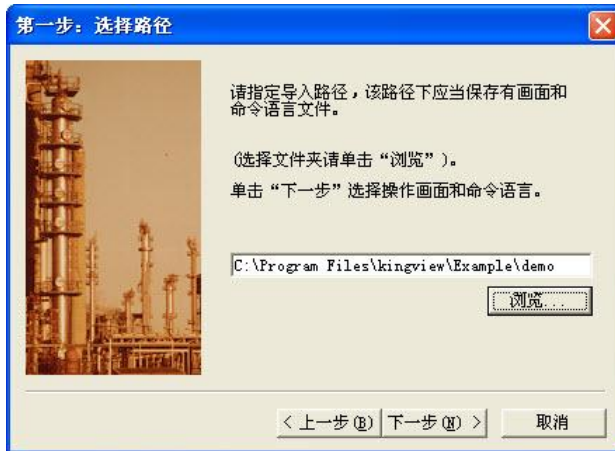 第一步：选择路径
请指定导入路径，该路径下应当保存有画面和
命令语言文件。
(选择文件夹请单击“浏览”)。
单击“下一步”选择操作画面和命令语言。
C:\Program Files\kingview\Example\demo
浏览...
< 上一步(B) 下一步(N) > 取消